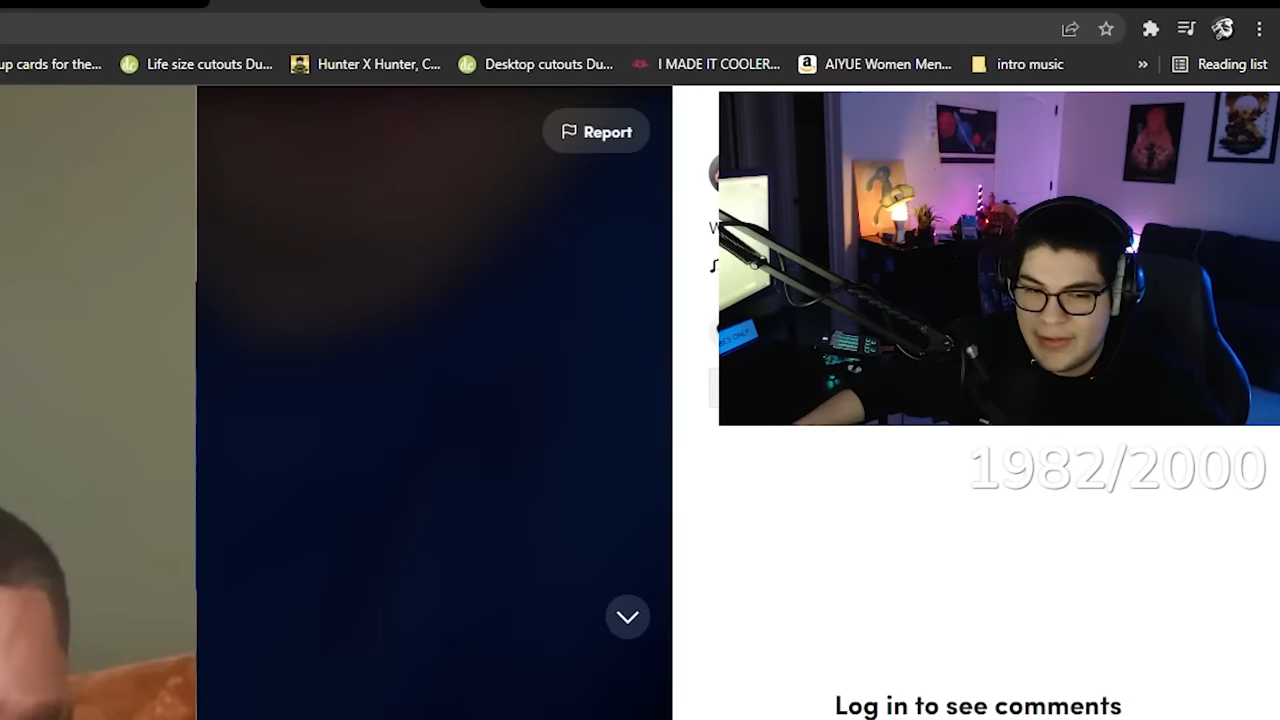 up cards for the...
Life size cutouts Du...
Hunter X Hunter, C...
Desktop cutouts Du...
I MADE IT COOLER...
AIYUE Women Men...
intro music
»
Reading list
Report
ONLY
1982/2000
Log in to see comments